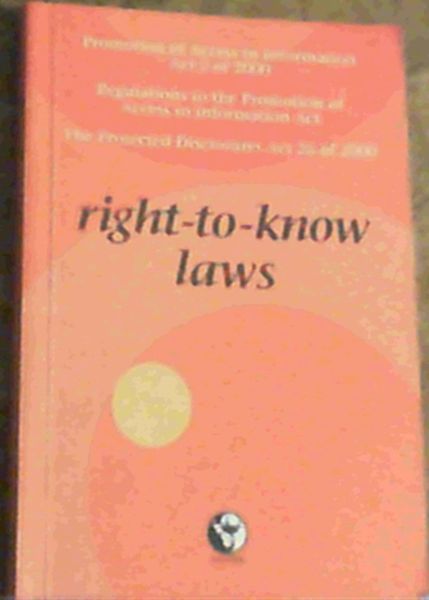 Promotion of Access to Information
Act 2 of 2000
Regulations to the Promotion of
Access to Information Act
The Protected Disclosures Act 26 of 2000
right-to-know
laws